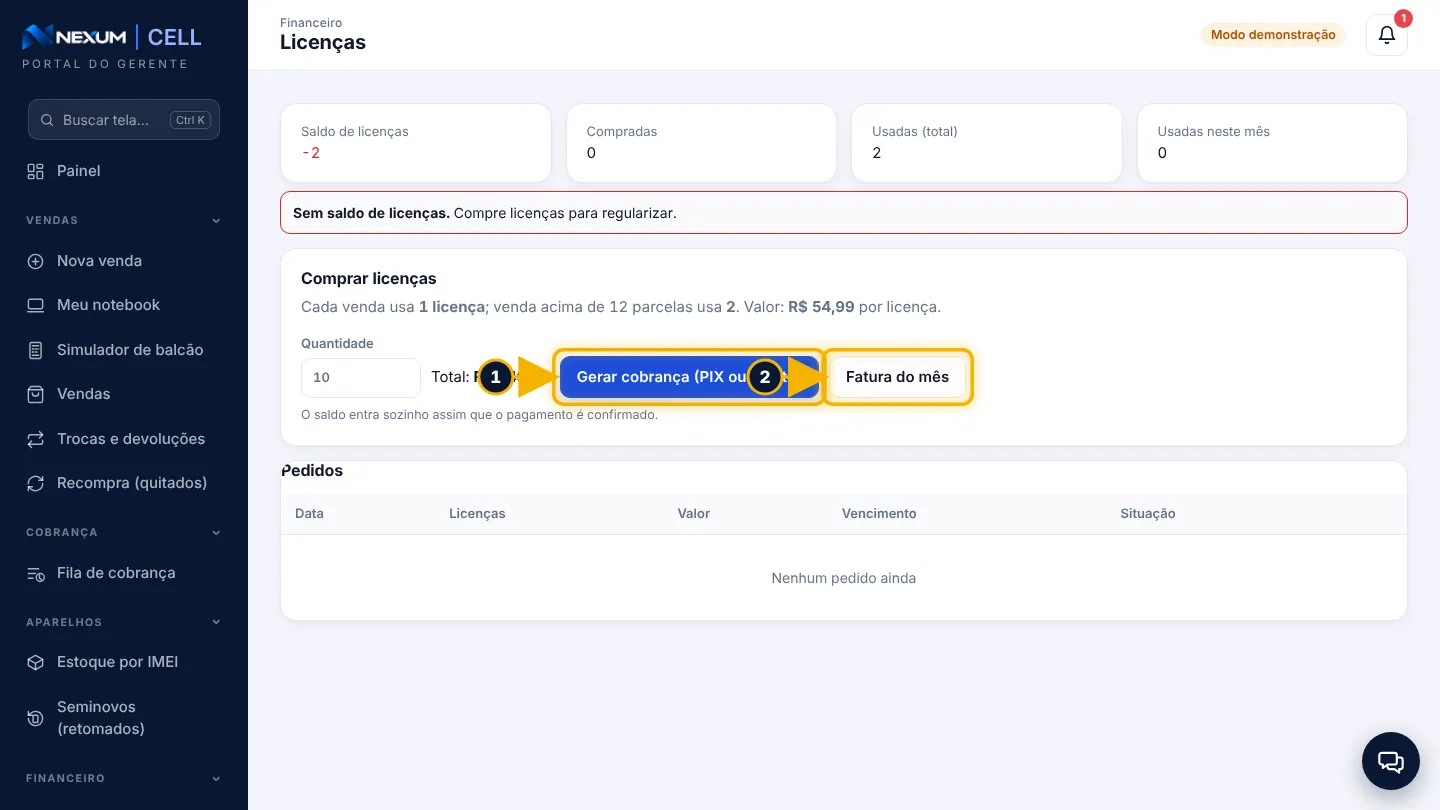 NEXUM | CELL
PORTAL DO GERENTE
Buscar tela... Ctrl K
Painel
VENDAS
Nova venda
Meu notebook
Simulador de balcão
Vendas
Trocas e devoluções
Recompra (quitados)
COBRANÇA
Fila de cobrança
APARELHOS
Estoque por IMEI
Seminovos
(retomados)
FINANCEIRO
Financeiro
Licenças
Modo demonstração
1
Saldo de licenças
-2
Compradas
0
Usadas (total)
2
Usadas neste mês
0
Sem saldo de licenças. Compre licenças para regularizar.
Comprar licenças
Cada venda usa 1 licença; venda acima de 12 parcelas usa 2. Valor: R$ 54,99 por licença.
Quantidade
10
Total:
1
Gerar cobrança (PIX ou
2
Fatura do mês
O saldo entra sozinho assim que o pagamento é confirmado.
Pedidos
Data Licenças Valor Vencimento Situação
Nenhum pedido ainda